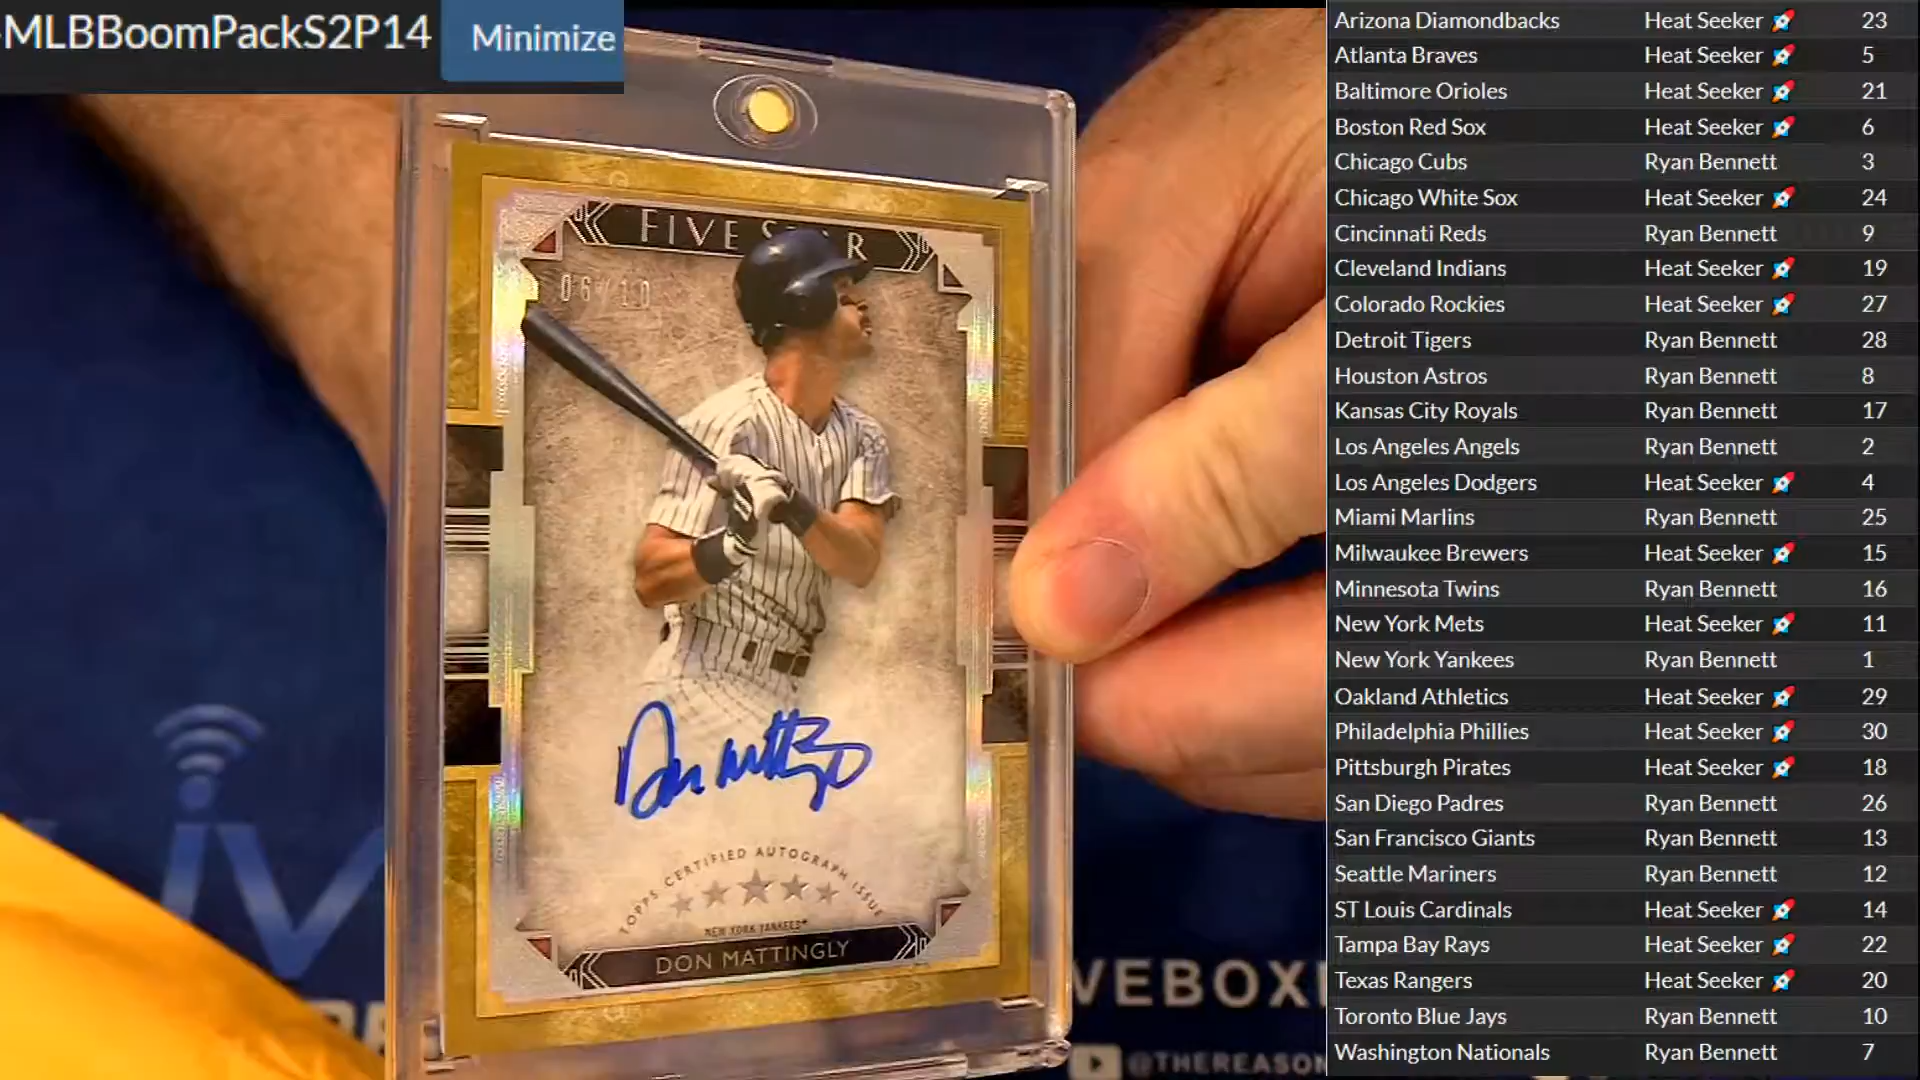 -MLBBoomPackS2P14 Minimize
FIVE STAR
06/10
Don Mattingly
TOPPS CERTIFIED AUTOGRAPH ISSUE
NEW YORK YANKEES
DON MATTINGLY
VEBOX
@THEREASON
Arizona Diamondbacks Heat Seeker 🚀 23
Atlanta Braves Heat Seeker 🚀 5
Baltimore Orioles Heat Seeker 🚀 21
Boston Red Sox Heat Seeker 🚀 6
Chicago Cubs Ryan Bennett 3
Chicago White Sox Heat Seeker 🚀 24
Cincinnati Reds Ryan Bennett 9
Cleveland Indians Heat Seeker 🚀 19
Colorado Rockies Heat Seeker 🚀 27
Detroit Tigers Ryan Bennett 28
Houston Astros Ryan Bennett 8
Kansas City Royals Ryan Bennett 17
Los Angeles Angels Ryan Bennett 2
Los Angeles Dodgers Heat Seeker 🚀 4
Miami Marlins Ryan Bennett 25
Milwaukee Brewers Heat Seeker 🚀 15
Minnesota Twins Ryan Bennett 16
New York Mets Heat Seeker 🚀 11
New York Yankees Ryan Bennett 1
Oakland Athletics Heat Seeker 🚀 29
Philadelphia Phillies Heat Seeker 🚀 30
Pittsburgh Pirates Heat Seeker 🚀 18
San Diego Padres Ryan Bennett 26
San Francisco Giants Ryan Bennett 13
Seattle Mariners Ryan Bennett 12
ST Louis Cardinals Heat Seeker 🚀 14
Tampa Bay Rays Heat Seeker 🚀 22
Texas Rangers Heat Seeker 🚀 20
Toronto Blue Jays Ryan Bennett 10
Washington Nationals Ryan Bennett 7